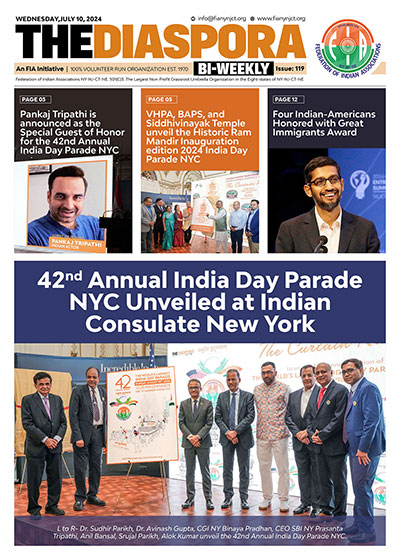 WEDNESDAY,JULY 10, 2024
info@fianynjct.org
www.fianynjct.org
THEDIASPORA
An FIA Initiative | 100% VOLUNTEER RUN ORGANIZATION EST. 1970
BI-WEEKLY
Issue: 119
FIA
FEDERATION OF INDIAN ASSOCIATIONS
Federation of Indian Associations NY-NJ-CT-NE. 501(C)3. The Largest Non-Profit Grassroot Umbrella Organization in the Eight states of NY-NJ-CT-NE
PAGE 03
Pankaj Tripathi is
announced as the
Special Guest of Honor
for the 42nd Annual
India Day Parade NYC
PANKAJ TRIPATHI
INDIAN ACTOR
PAGE 05
VHPA, BAPS, and
Siddhivinayak Temple
unveil the Historic Ram
Mandir Inauguration
edition 2024 India Day
Parade NYC
PAGE 12
Four Indian-Americans
Honored with Great
Immigrants Award
42nd Annual India Day Parade
NYC Unveiled at Indian
Consulate New York
Incredible
42
THEDIASPORA
The Curtain R
L to R- Dr. Sudhir Parikh, Dr. Avinash Gupta, CGI NY Binaya Pradhan, CEO SBI NY Prasanta
Tripathi, Anil Bansal, Srujal Parikh, Alok Kumar unveil the 42nd Annual India Day Parade NYC.